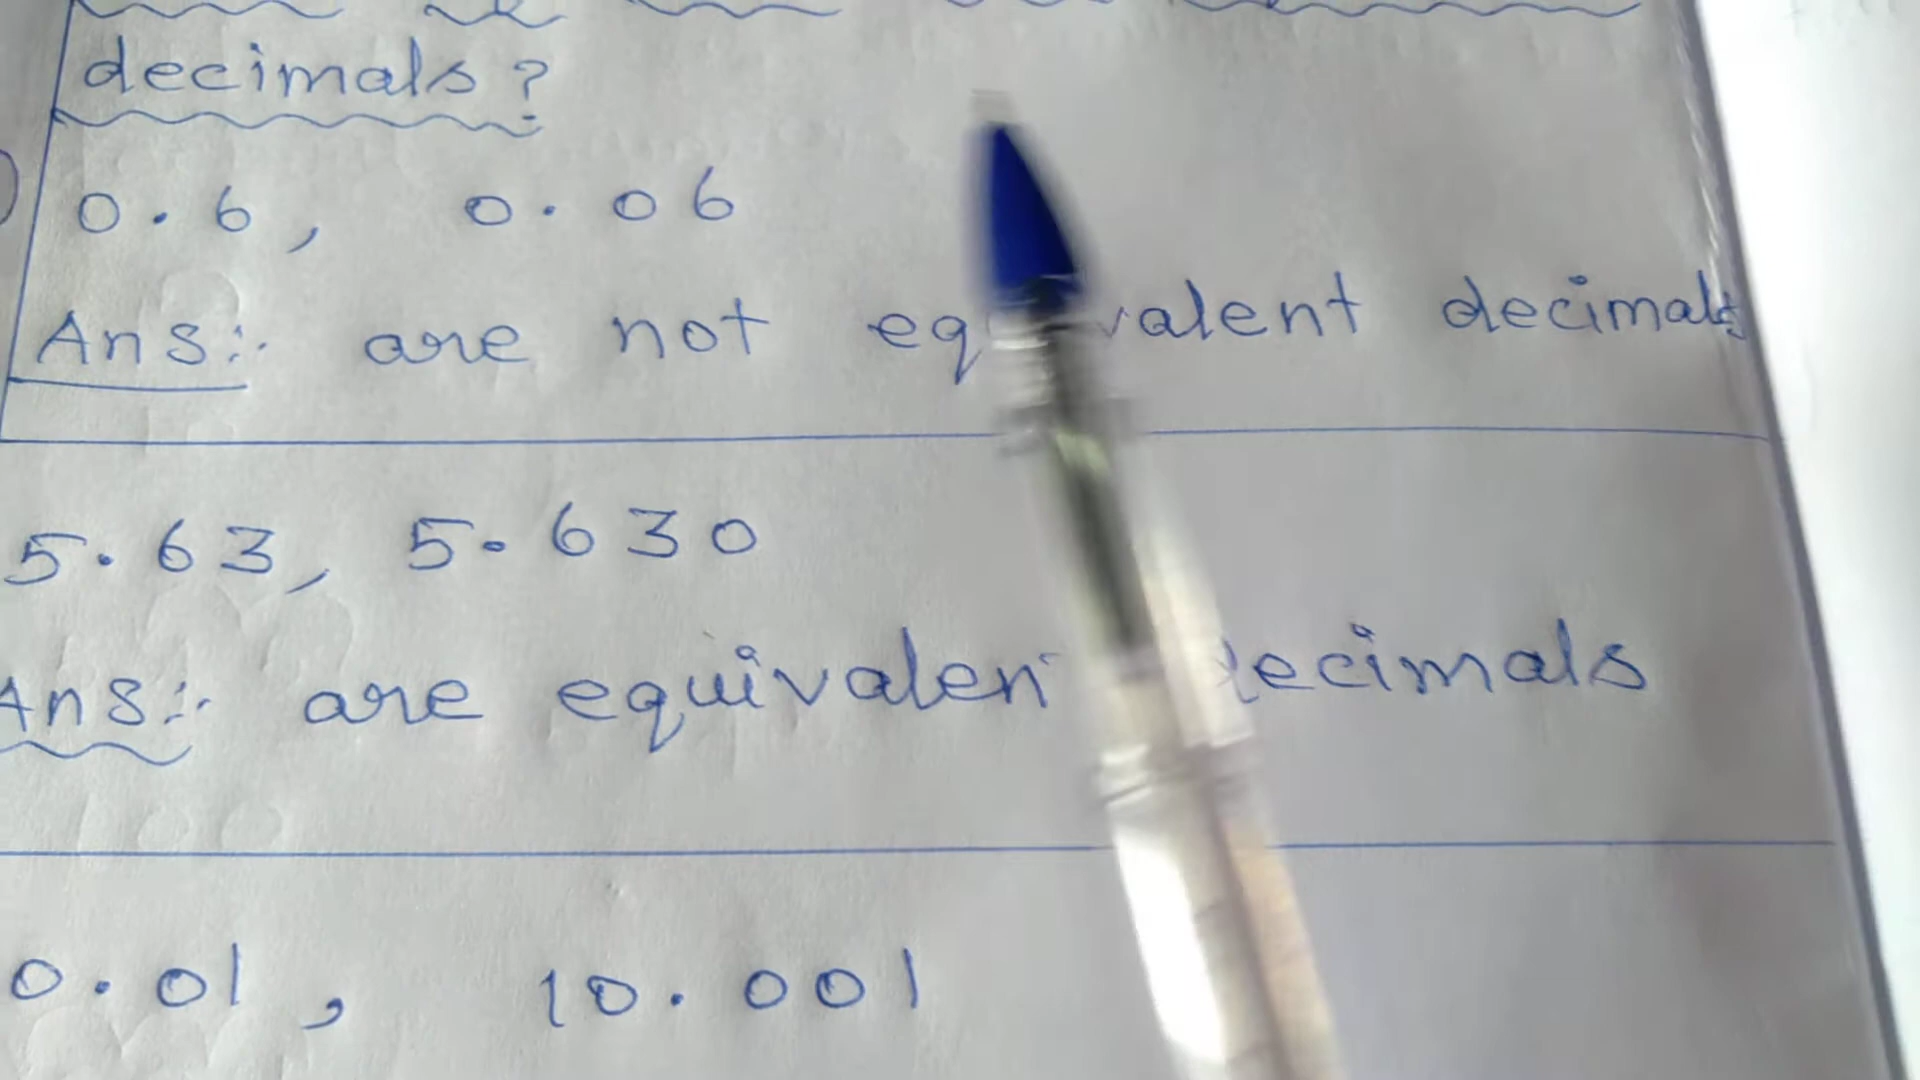 decimals?
0.6, 0.06
Ans:. are not equivalent decimals
5.63, 5.630
Ans:. are equivalent decimals
0.01, 10.001